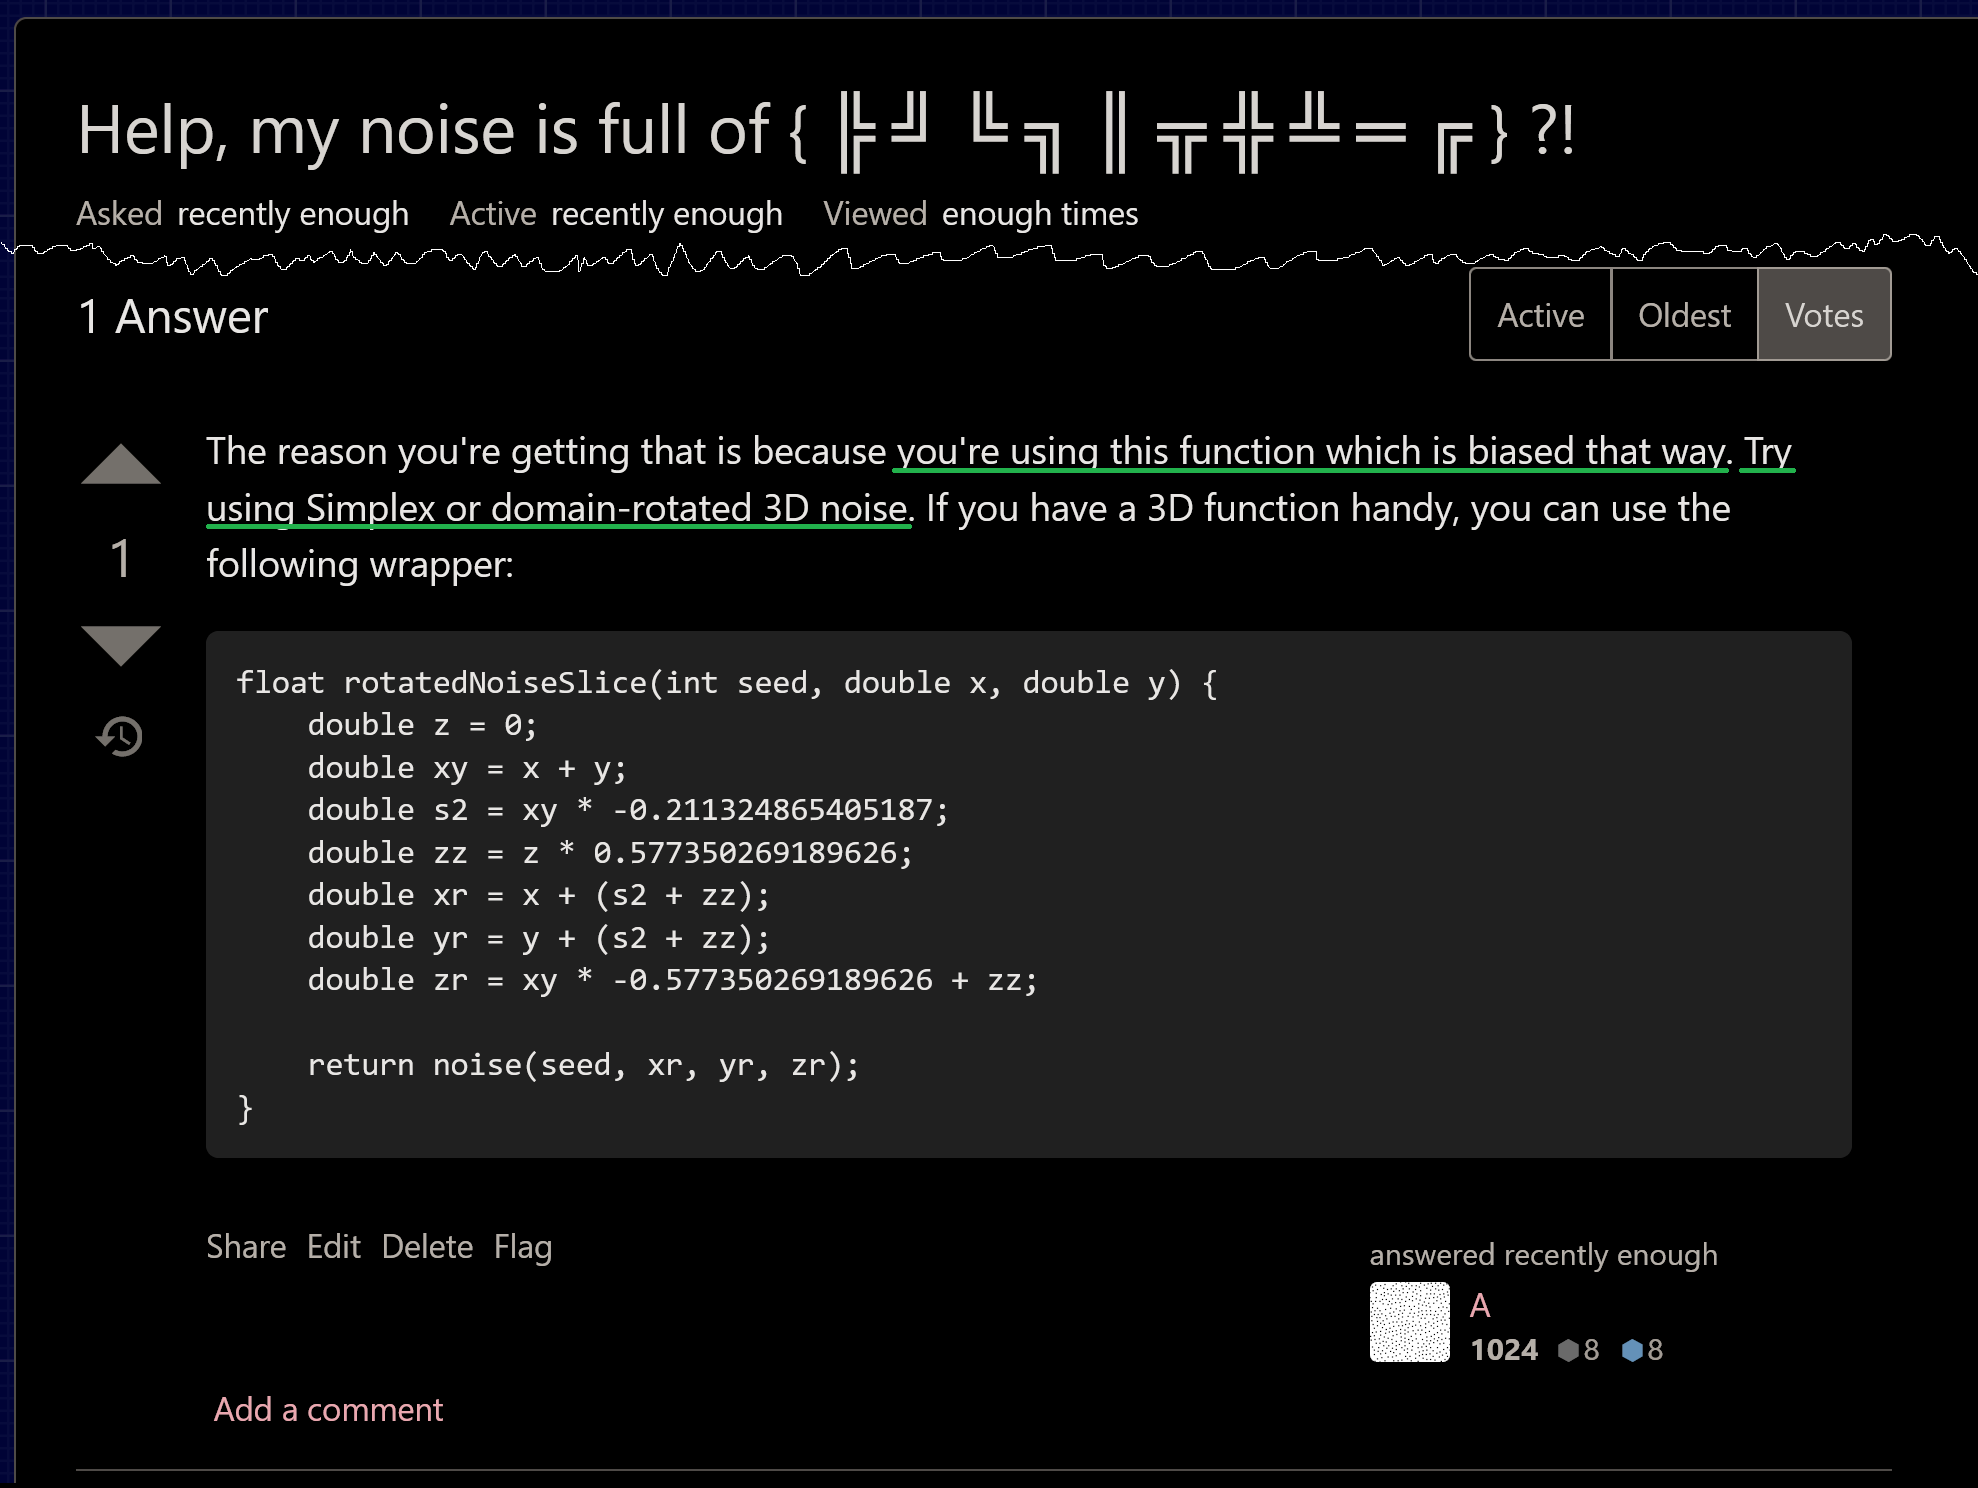 Help, my noise is full of { ╠ ╝ ╚ ╗ ║ ╦ ╬ ╩ ═ ╔ } ?!
Asked recently enough Active recently enough Viewed enough times
1 Answer
Active Oldest Votes
The reason you're getting that is because you're using this function which is biased that way. Try
using Simplex or domain-rotated 3D noise. If you have a 3D function handy, you can use the
following wrapper:
1
float rotatedNoiseSlice(int seed, double x, double y) {
    double z = 0;
    double xy = x + y;
    double s2 = xy * -0.211324865405187;
    double zz = z * 0.577350269189626;
    double xr = x + (s2 + zz);
    double yr = y + (s2 + zz);
    double zr = xy * -0.577350269189626 + zz;
    return noise(seed, xr, yr, zr);
}
Share Edit Delete Flag
answered recently enough
A
1024 8 8
Add a comment